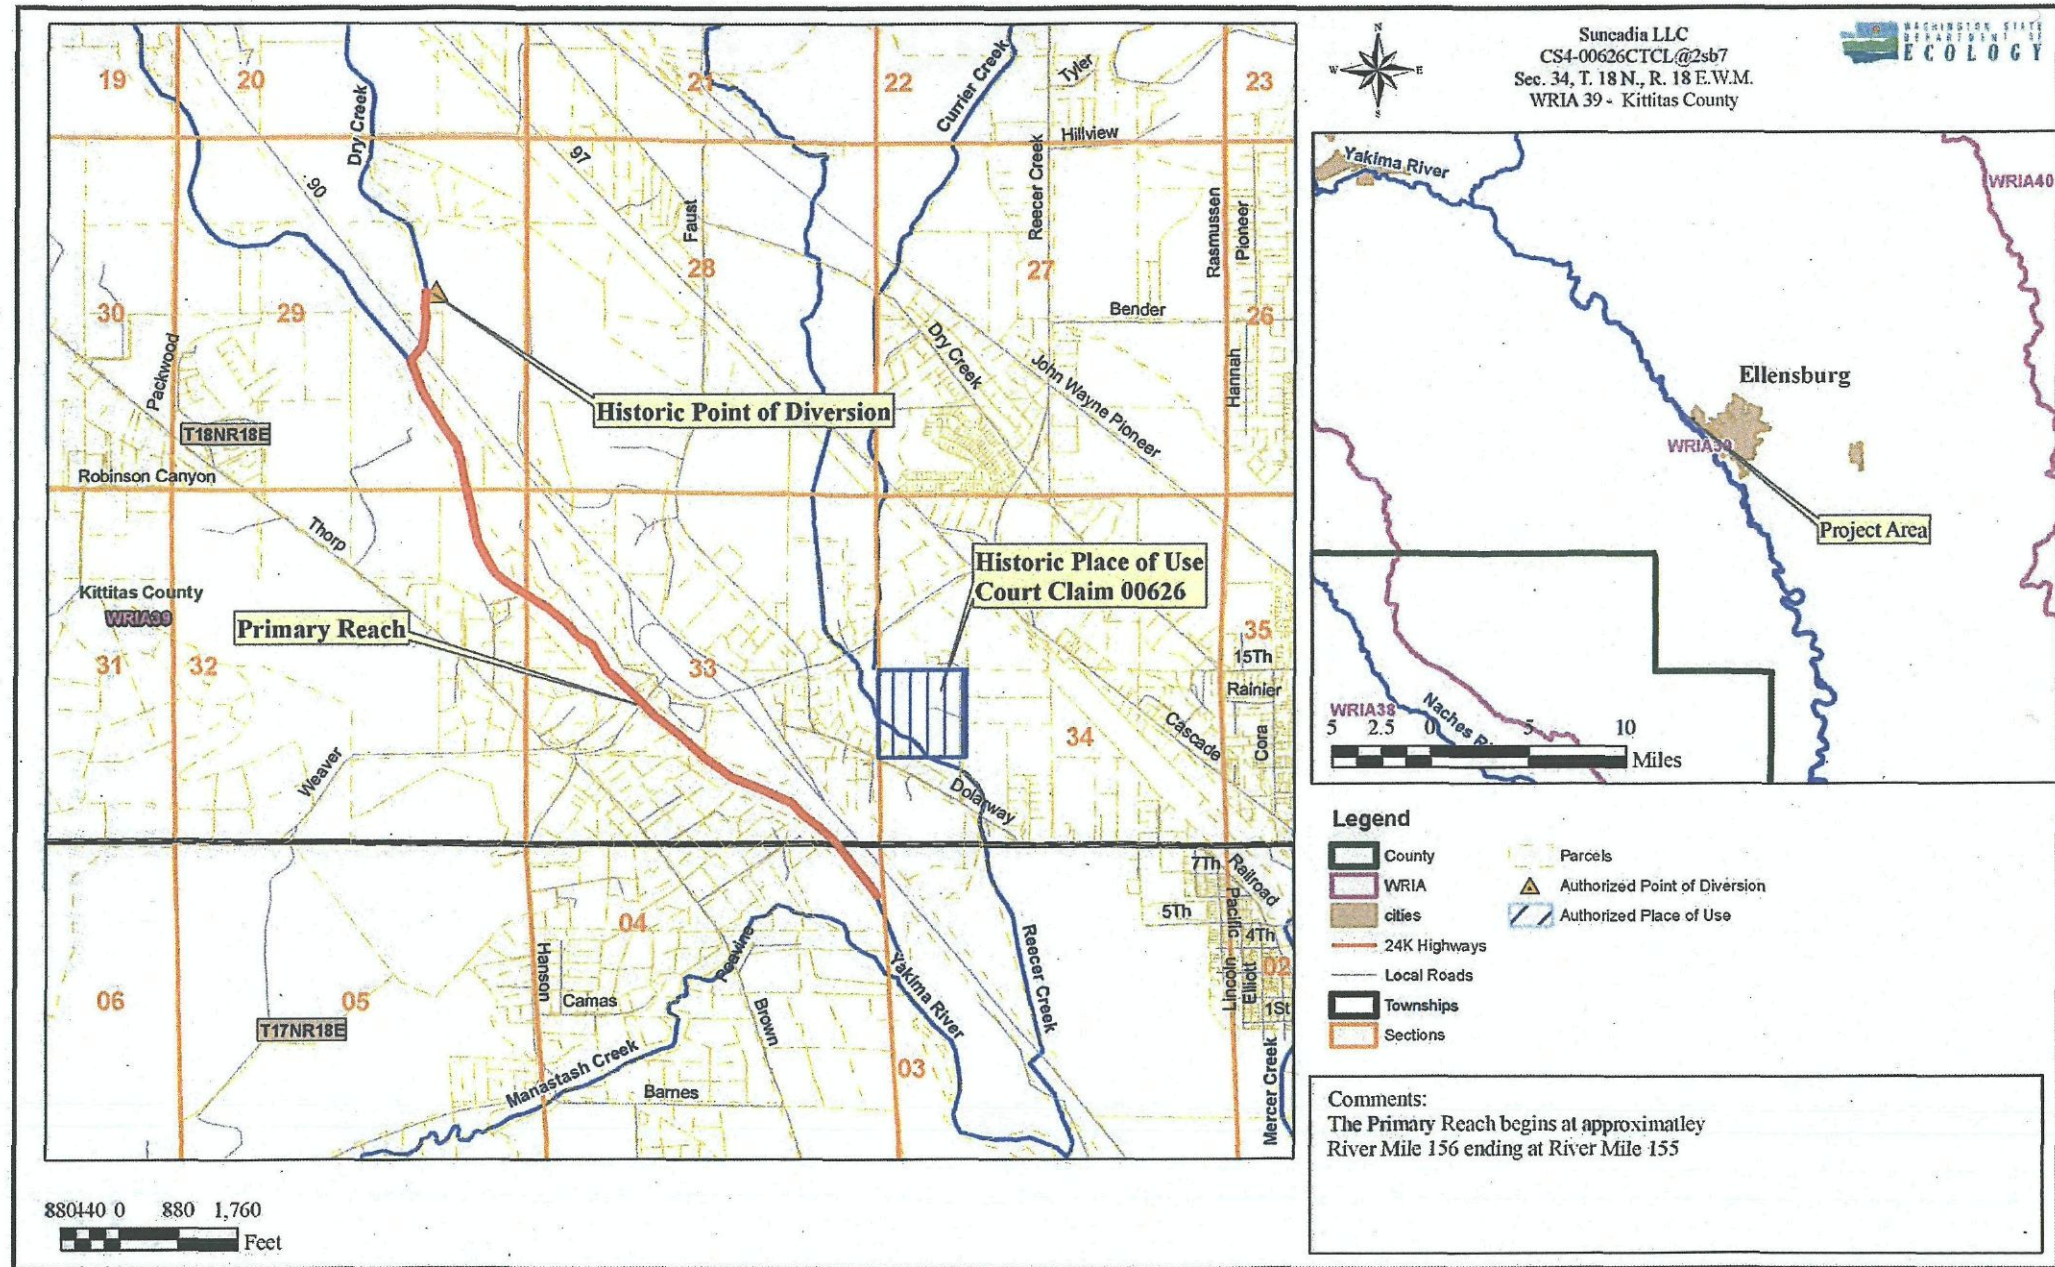 Suncadia LLC
CS4-00626CTCL@2sb7
Sec. 34, T. 18 N., R. 18 E.W.M.
WRIA 39 - Kittitas County
WASHINGTON STATE
DEPARTMENT OF
ECOLOGY
N
W
E
S
19
20
21
22
23
Dry Creek
Currier Creek
Tyler
Hillview
90
97
Faust
Reecer Creek
Rasmussen
Pioneer
30
29
28
27
26
Bender
Packwood
Dry Creek
John Wayne Pioneer
Hannah
Historic Point of Diversion
T18NR18E
Robinson Canyon
Thorp
Historic Place of Use
Court Claim 00626
Kittitas County
WRIA39
Primary Reach
31
32
33
34
35
15Th
Rainier
Cora
Cascade
Weaver
Dolarway
7Th
Railroad
Pacific
5Th
4Th
Lincoln
Elliott
02
1St
04
Hanson
Camas
Peavine
Brown
Yakima River
Reecer Creek
06
05
T17NR18E
Manastash Creek
Barnes
03
Mercer Creek
880440 0 880 1,760
Feet
Yakima River
WRIA40
Ellensburg
WRIA39
Project Area
WRIA38
Naches R
5 2.5 0 5 10
Miles
Legend
County
WRIA
cities
24K Highways
Local Roads
Townships
Sections
Parcels
Authorized Point of Diversion
Authorized Place of Use
Comments:
The Primary Reach begins at approximatley
River Mile 156 ending at River Mile 155